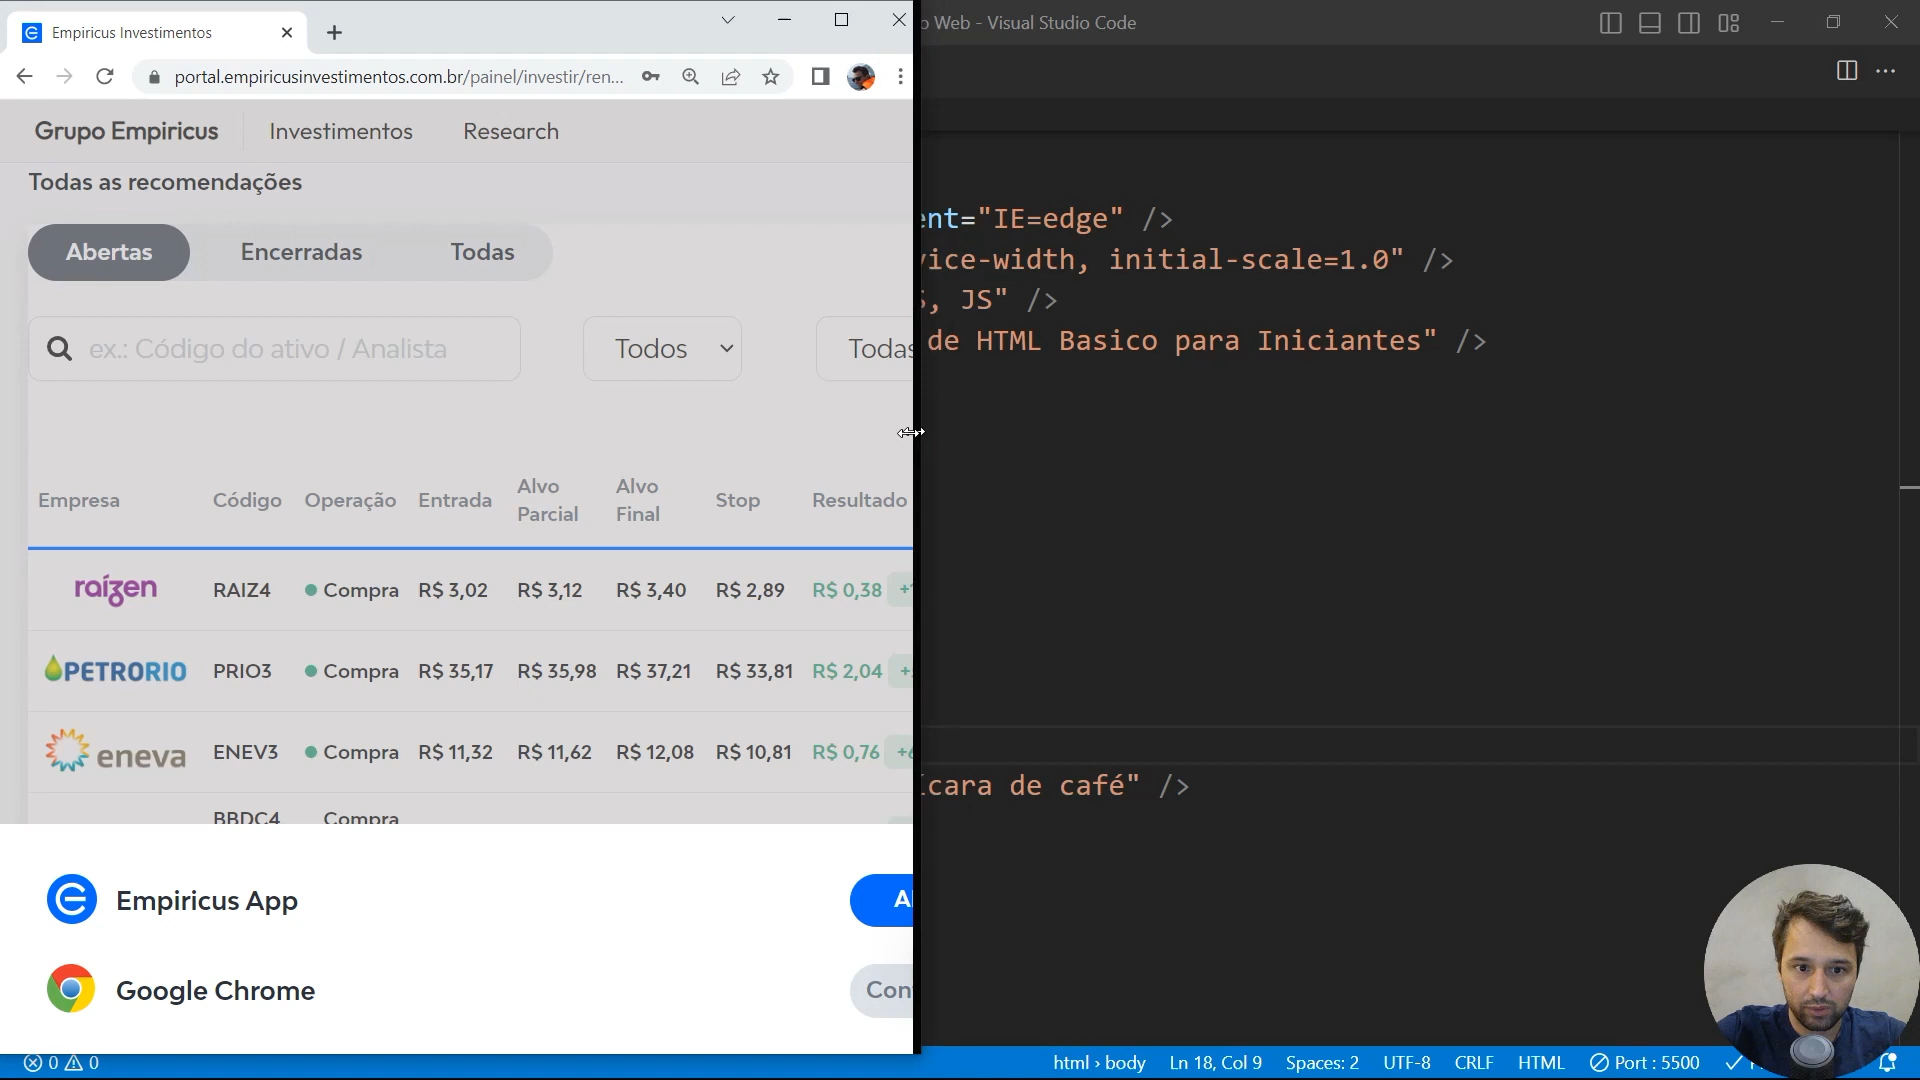 Empiricus Investimentos
Web - Visual Studio Code
portal.empiricusinvestimentos.com.br/painel/investir/ren...
Grupo Empiricus
Investimentos
Research
Todas as recomendações
Abertas
Encerradas
Todas
ex.: Código do ativo / Analista
Todos
Todas
Empresa
Código
Operação
Entrada
Alvo
Parcial
Alvo
Final
Stop
Resultado
raízen RAIZ4 Compra R$ 3,02 R$ 3,12 R$ 3,40 R$ 2,89 R$ 0,38
PETRORIO PRIO3 Compra R$ 35,17 R$ 35,98 R$ 37,21 R$ 33,81 R$ 2,04
eneva ENEV3 Compra R$ 11,32 R$ 11,62 R$ 12,08 R$ 10,81 R$ 0,76
BBDC4 Compra
Empiricus App
Google Chrome
Con
ent="IE=edge" />
vice-width, initial-scale=1.0" />
, JS" />
de HTML Basico para Iniciantes" />
ícara de café" />
0 0
html › body Ln 18, Col 9 Spaces: 2 UTF-8 CRLF HTML Port : 5500